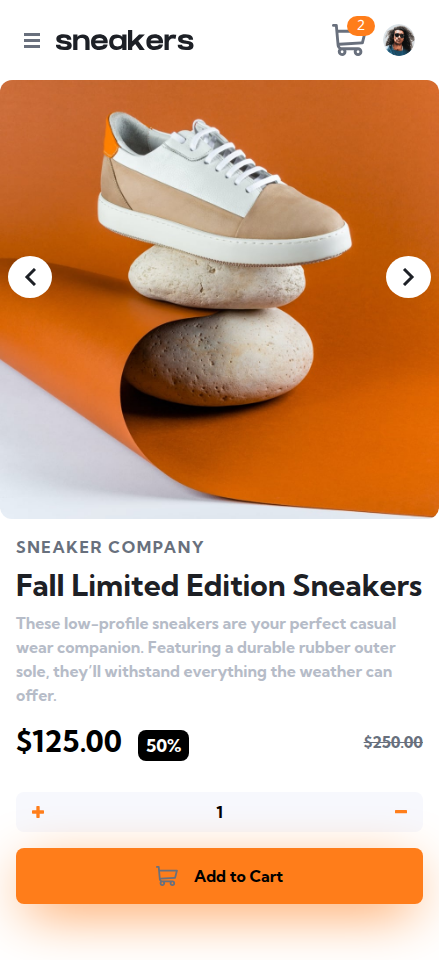 sneakers
2
SNEAKER COMPANY
Fall Limited Edition Sneakers
These low-profile sneakers are your perfect casual
wear companion. Featuring a durable rubber outer
sole, they’ll withstand everything the weather can
offer.
$125.00 50% $250.00
+ 1 −
Add to Cart